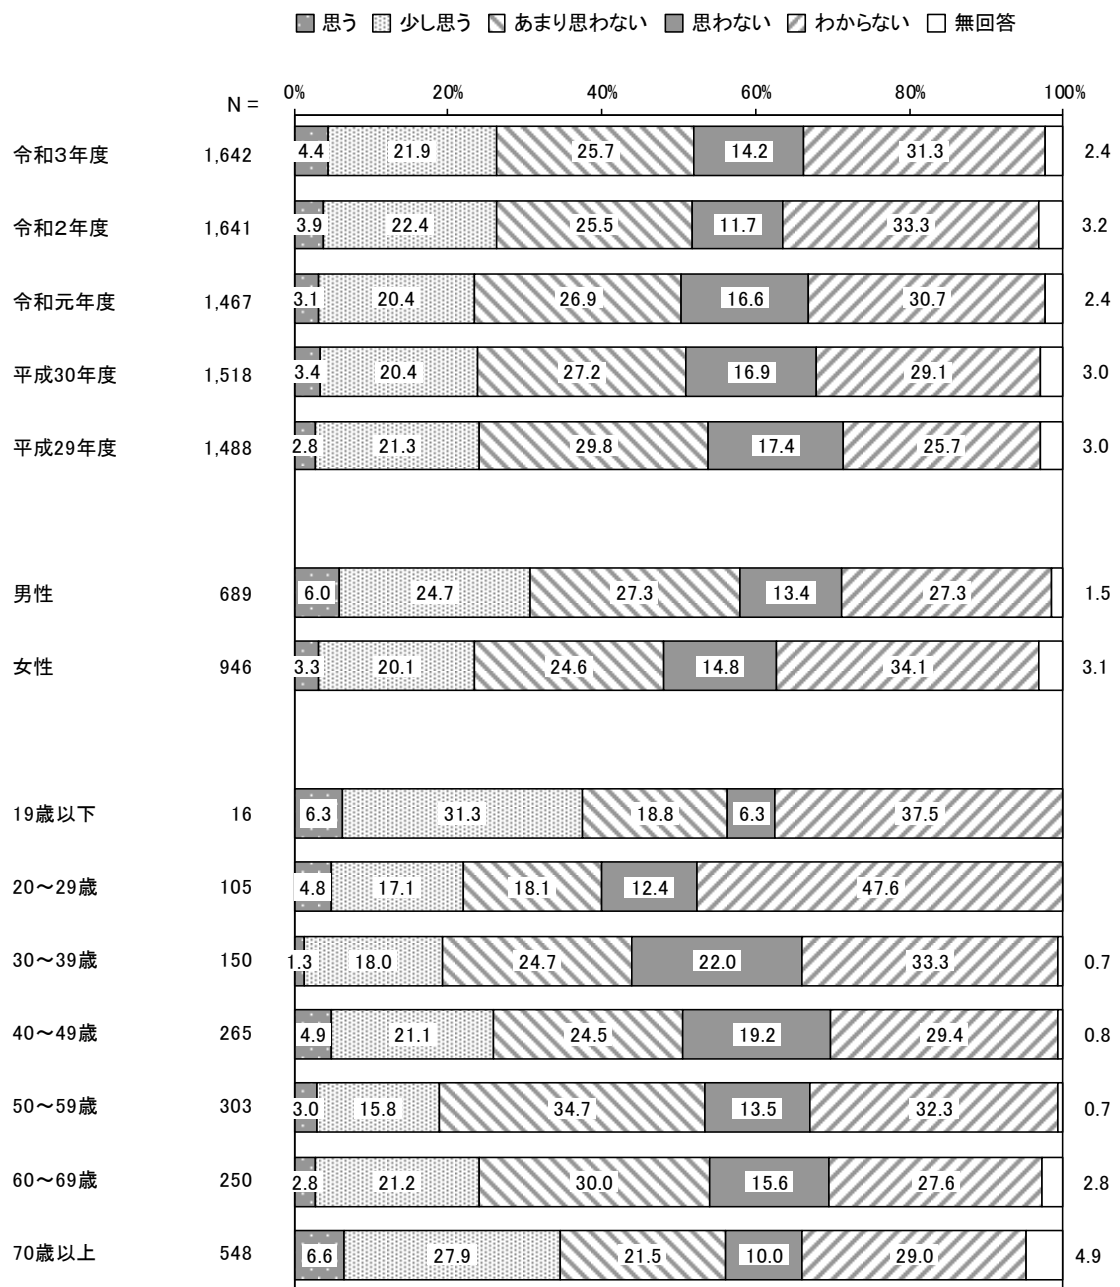 思う 少し思う あまり思わない 思わない わからない 無回答
N = 0% 20% 40% 60% 80% 100%
令和3年度 1,642 4.4 21.9 25.7 14.2 31.3 2.4
令和2年度 1,641 3.9 22.4 25.5 11.7 33.3 3.2
令和元年度 1,467 3.1 20.4 26.9 16.6 30.7 2.4
平成30年度 1,518 3.4 20.4 27.2 16.9 29.1 3.0
平成29年度 1,488 2.8 21.3 29.8 17.4 25.7 3.0
男性 689 6.0 24.7 27.3 13.4 27.3 1.5
女性 946 3.3 20.1 24.6 14.8 34.1 3.1
19歳以下 16 6.3 31.3 18.8 6.3 37.5
20～29歳 105 4.8 17.1 18.1 12.4 47.6
30～39歳 150 1.3 18.0 24.7 22.0 33.3 0.7
40～49歳 265 4.9 21.1 24.5 19.2 29.4 0.8
50～59歳 303 3.0 15.8 34.7 13.5 32.3 0.7
60～69歳 250 2.8 21.2 30.0 15.6 27.6 2.8
70歳以上 548 6.6 27.9 21.5 10.0 29.0 4.9